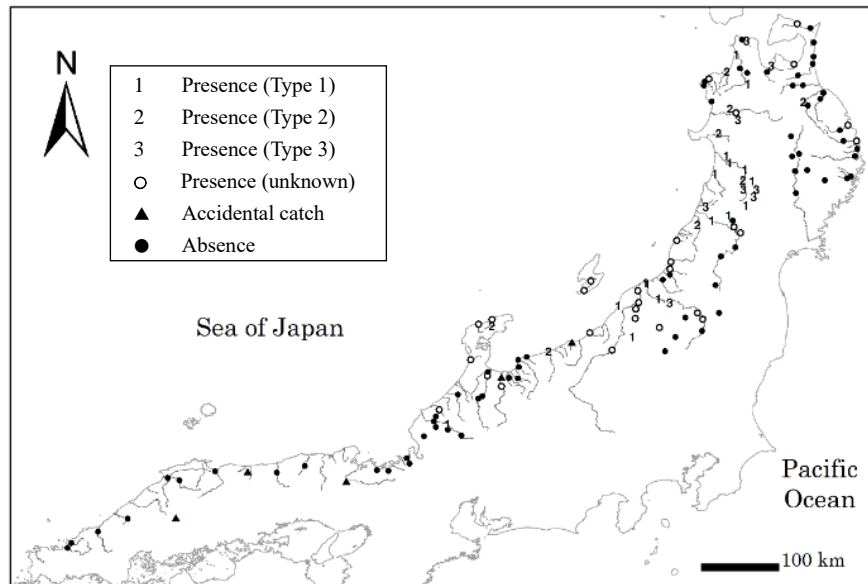 N
1 Presence (Type 1)
2 Presence (Type 2)
3 Presence (Type 3)
Presence (unknown)
Accidental catch
Absence
Sea of Japan
Pacific
Ocean
100 km